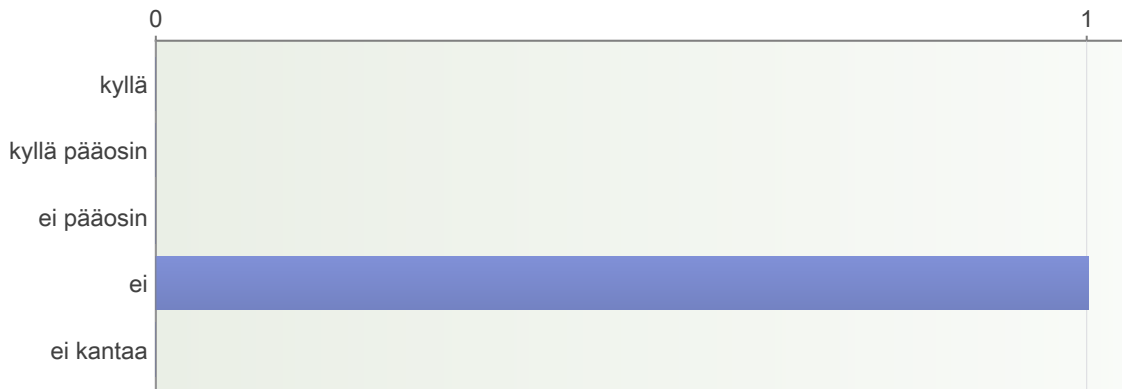 0 1
kyllä
kyllä pääosin
ei pääosin
ei
ei kantaa